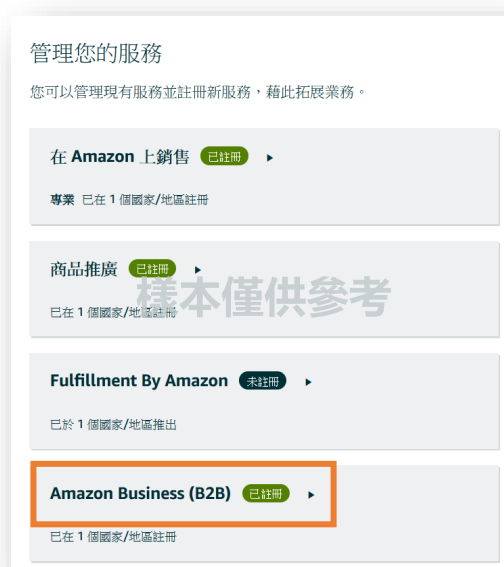 管理您的服務
您可以管理現有服務並註冊新服務，藉此拓展業務。
在 Amazon 上銷售 已註冊
專業 已在 1 個國家/地區註冊
商品推廣 已註冊
樣本僅供參考
已在 1 個國家/地區註冊
Fulfillment By Amazon 未註冊
已於 1 個國家/地區推出
Amazon Business (B2B) 已註冊
已在 1 個國家/地區註冊